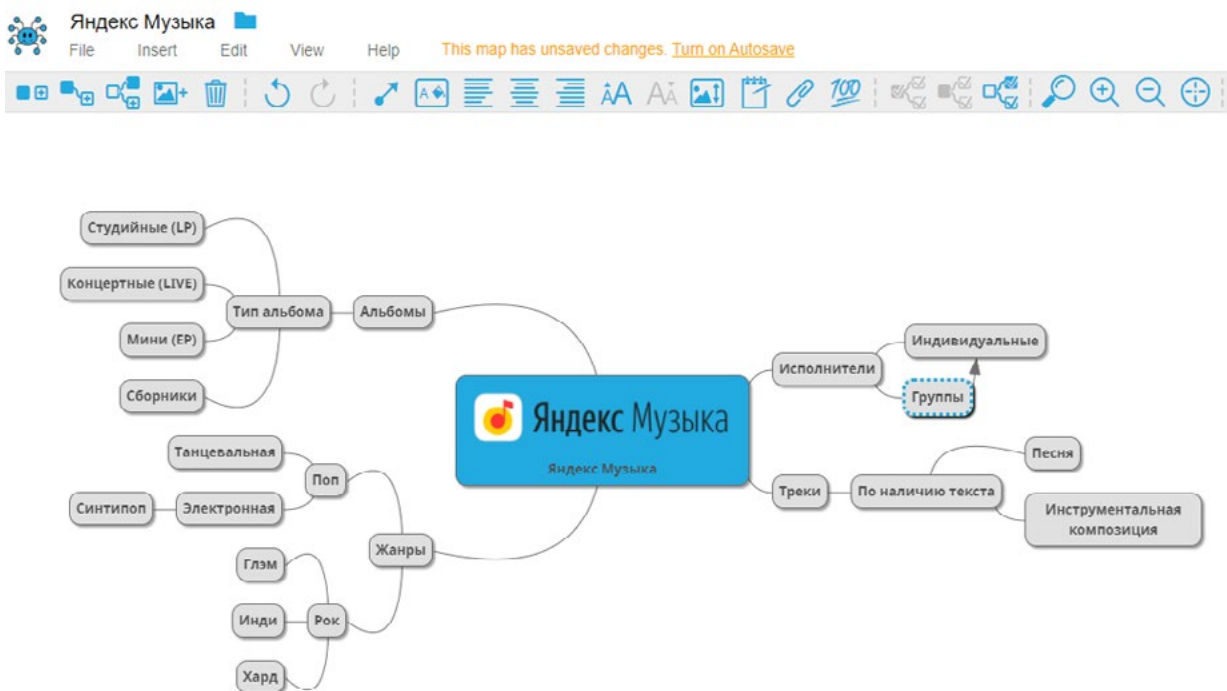 Яндекс Музыка
File Insert Edit View Help This map has unsaved changes. Turn on Autosave
Студийные (LP)
Концертные (LIVE)
Мини (EP)
Сборники
Тип альбома
Альбомы
Танцевальная
Синтипоп
Электронная
Поп
Глэм
Инди
Хард
Рок
Жанры
Яндекс Музыка
Яндекс Музыка
Исполнители
Индивидуальные
Группы
Треки
По наличию текста
Песня
Инструментальная
композиция